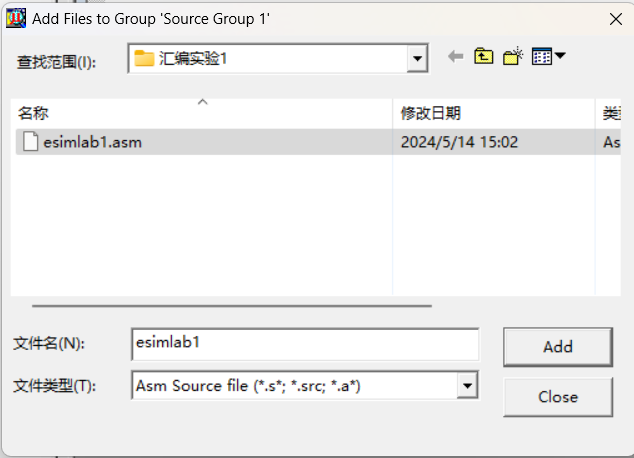 Add Files to Group 'Source Group 1'
查找范围(I): 汇编实验1
名称 修改日期 类
esimlab1.asm 2024/5/14 15:02 As
文件名(N): esimlab1 Add
文件类型(T): Asm Source file (*.s*; *.src; *.a*)
Close